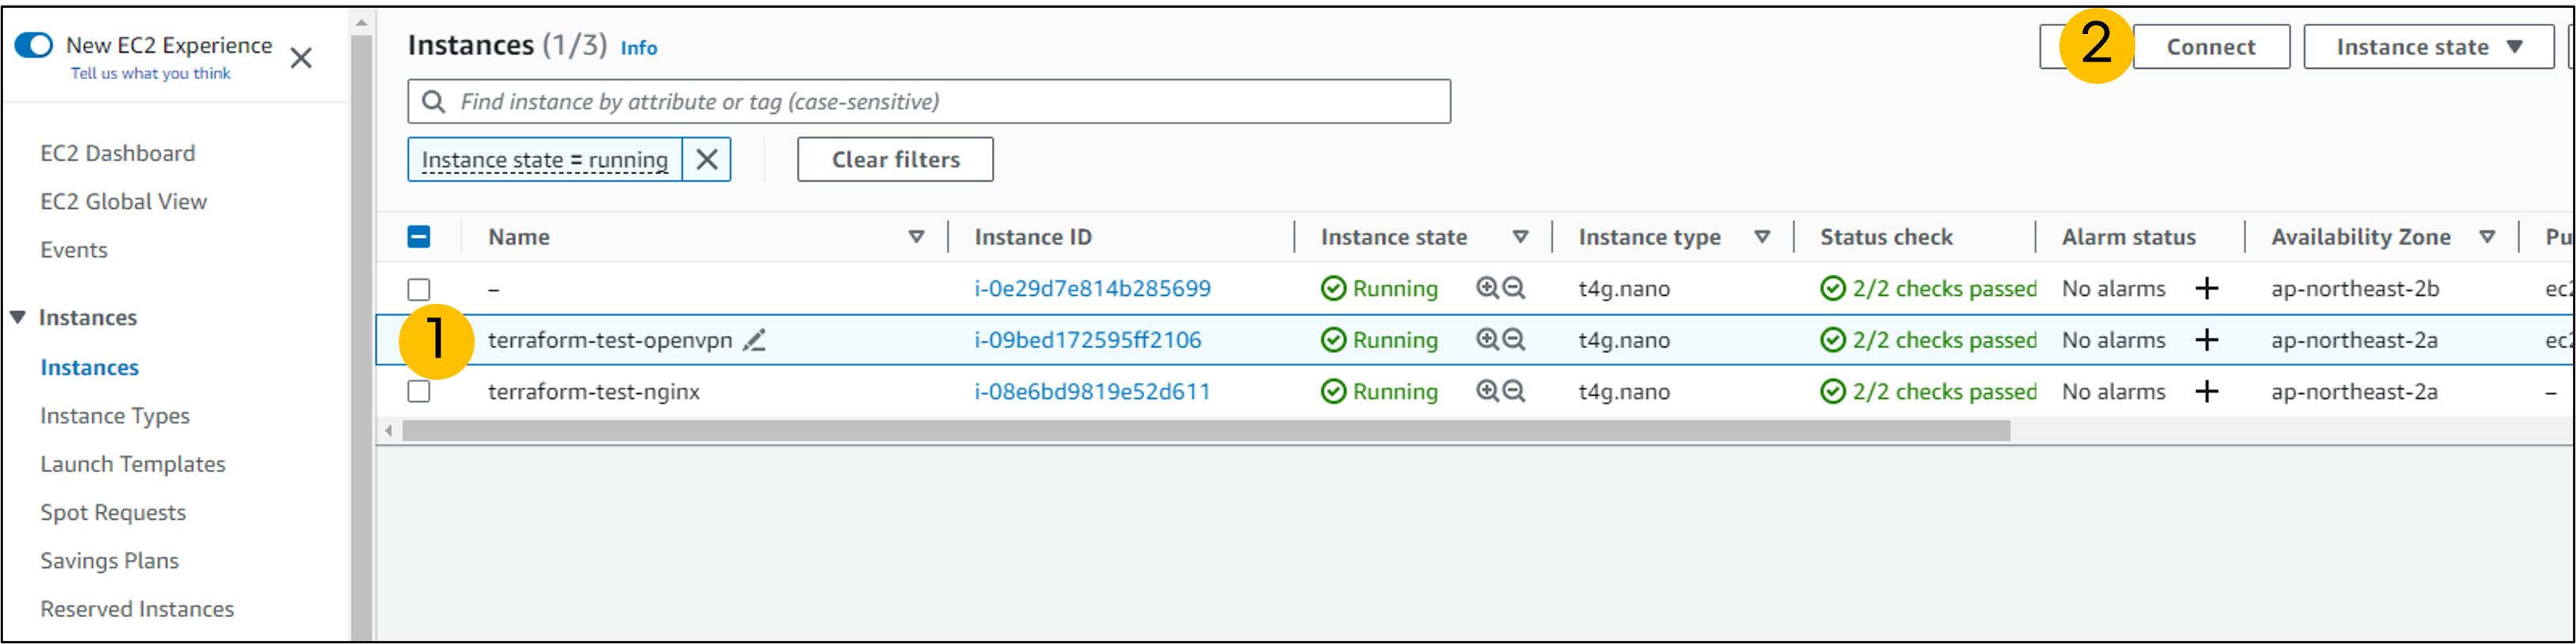 New EC2 Experience
Tell us what you think
EC2 Dashboard
EC2 Global View
Events
Instances
Instances
Instance Types
Launch Templates
Spot Requests
Savings Plans
Reserved Instances
Instances (1/3) Info
2 Connect Instance state
Find instance by attribute or tag (case-sensitive)
Instance state = running Clear filters
Name Instance ID Instance state Instance type Status check Alarm status Availability Zone Pu
– i-0e29d7e814b285699 Running t4g.nano 2/2 checks passed No alarms + ap-northeast-2b ec2
1 terraform-test-openvpn i-09bed172595ff2106 Running t4g.nano 2/2 checks passed No alarms + ap-northeast-2a ec2
terraform-test-nginx i-08e6bd9819e52d611 Running t4g.nano 2/2 checks passed No alarms + ap-northeast-2a –